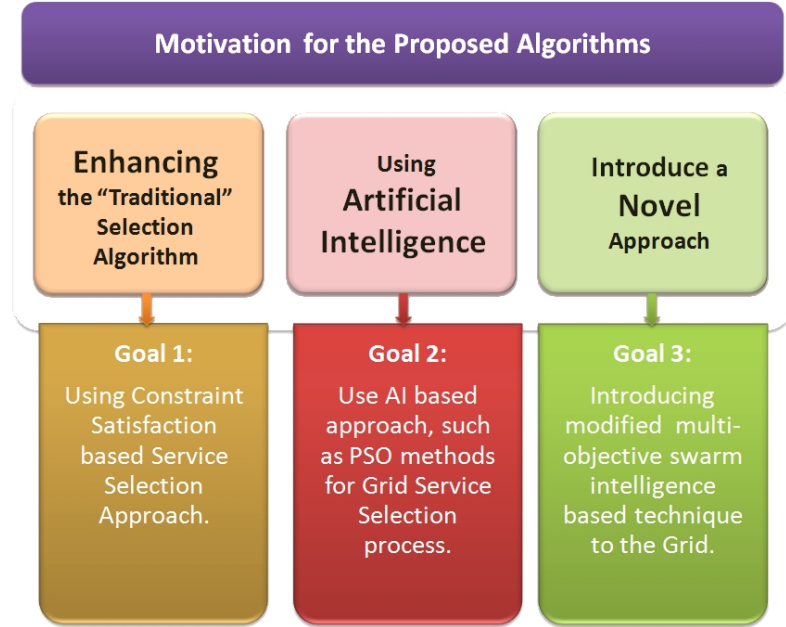 Motivation for the Proposed Algorithms
Enhancing
the “Traditional”
Selection
Algorithm
Using
Artificial
Intelligence
Introduce a
Novel
Approach
Goal 1:
Using Constraint
Satisfaction
based Service
Selection
Approach.
Goal 2:
Use AI based
approach, such
as PSO methods
for Grid Service
Selection
process.
Goal 3:
Introducing
modified multi-
objective swarm
intelligence
based technique
to the Grid.